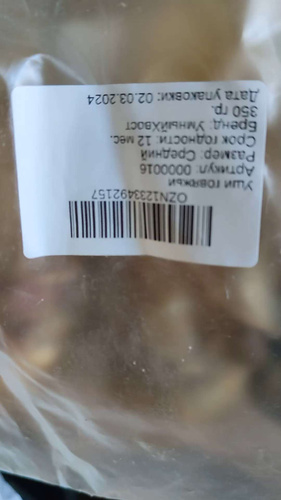 OZN1233492157
Уши говяжьи
Артикул: 0000016
Размер: Средний
Срок годности: 12 мес.
Бренд: УмныйХвост
350 гр.
Дата упаковки: 02.03.2024